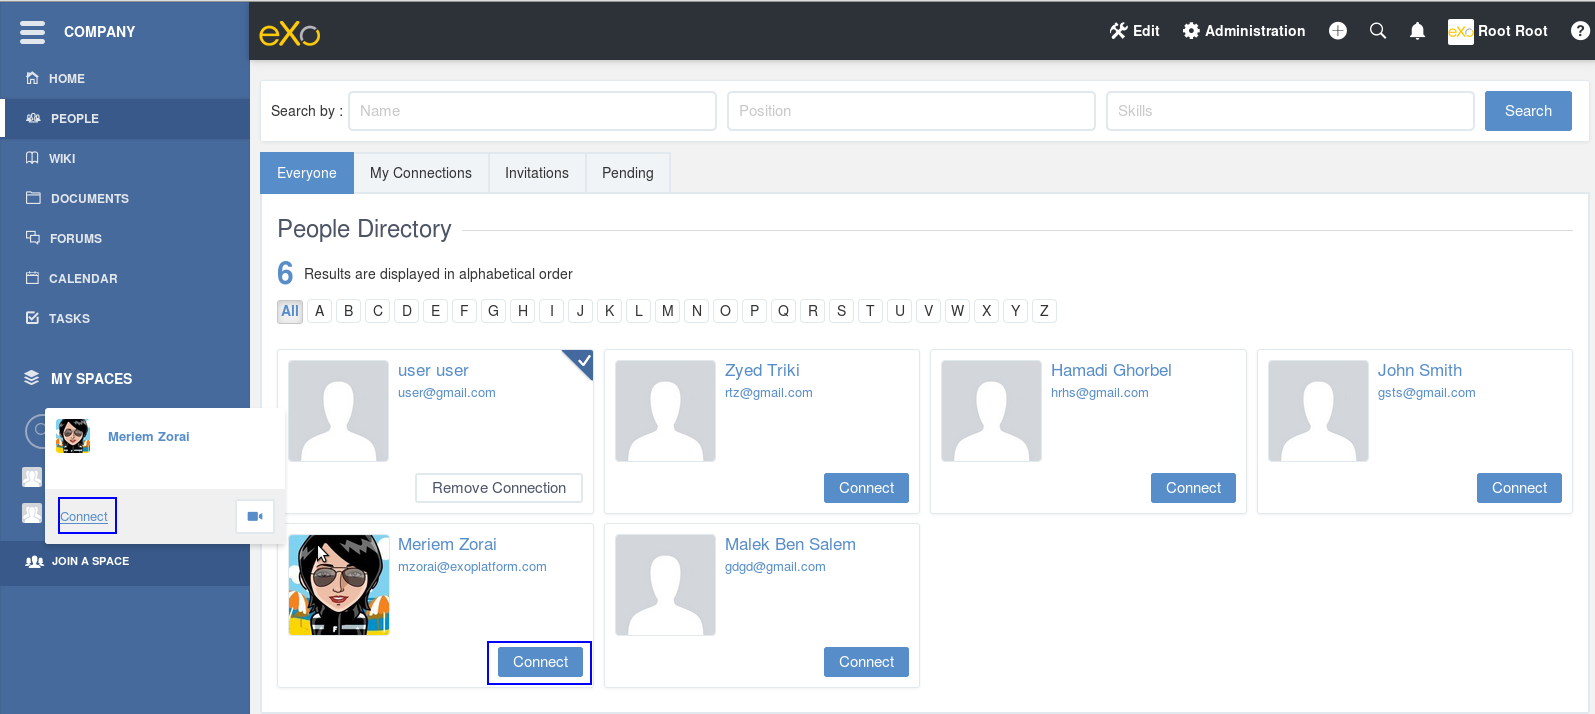 COMPANY
eXo
Edit
Administration
eXo
Root Root
?
HOME
PEOPLE
WIKI
DOCUMENTS
FORUMS
CALENDAR
TASKS
MY SPACES
Meriem Zorai
Connect
JOIN A SPACE
Search by :
Name
Position
Skills
Search
Everyone
My Connections
Invitations
Pending
People Directory
6 Results are displayed in alphabetical order
All A B C D E F G H I J K L M N O P Q R S T U V W X Y Z
user user
user@gmail.com
Remove Connection
Zyed Triki
rtz@gmail.com
Connect
Hamadi Ghorbel
hrhs@gmail.com
Connect
John Smith
gsts@gmail.com
Connect
Meriem Zorai
mzorai@exoplatform.com
Connect
Malek Ben Salem
gdgd@gmail.com
Connect